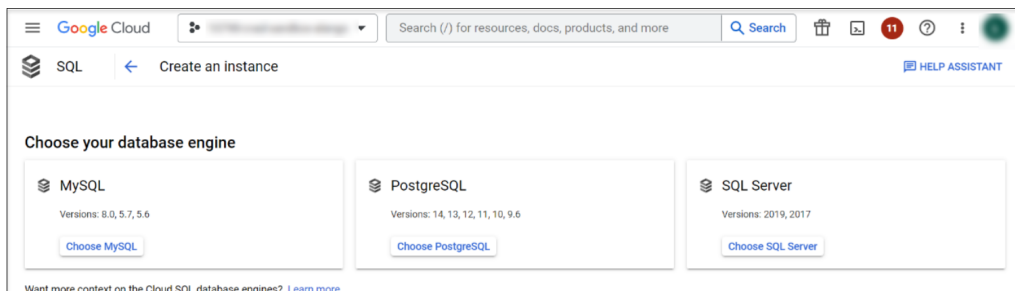 Google Cloud
Search (/) for resources, docs, products, and more
Search
11
SQL
Create an instance
HELP ASSISTANT
Choose your database engine
MySQL
Versions: 8.0, 5.7, 5.6
Choose MySQL
PostgreSQL
Versions: 14, 13, 12, 11, 10, 9.6
Choose PostgreSQL
SQL Server
Versions: 2019, 2017
Choose SQL Server
Want more context on the Cloud SQL database engines? Learn more